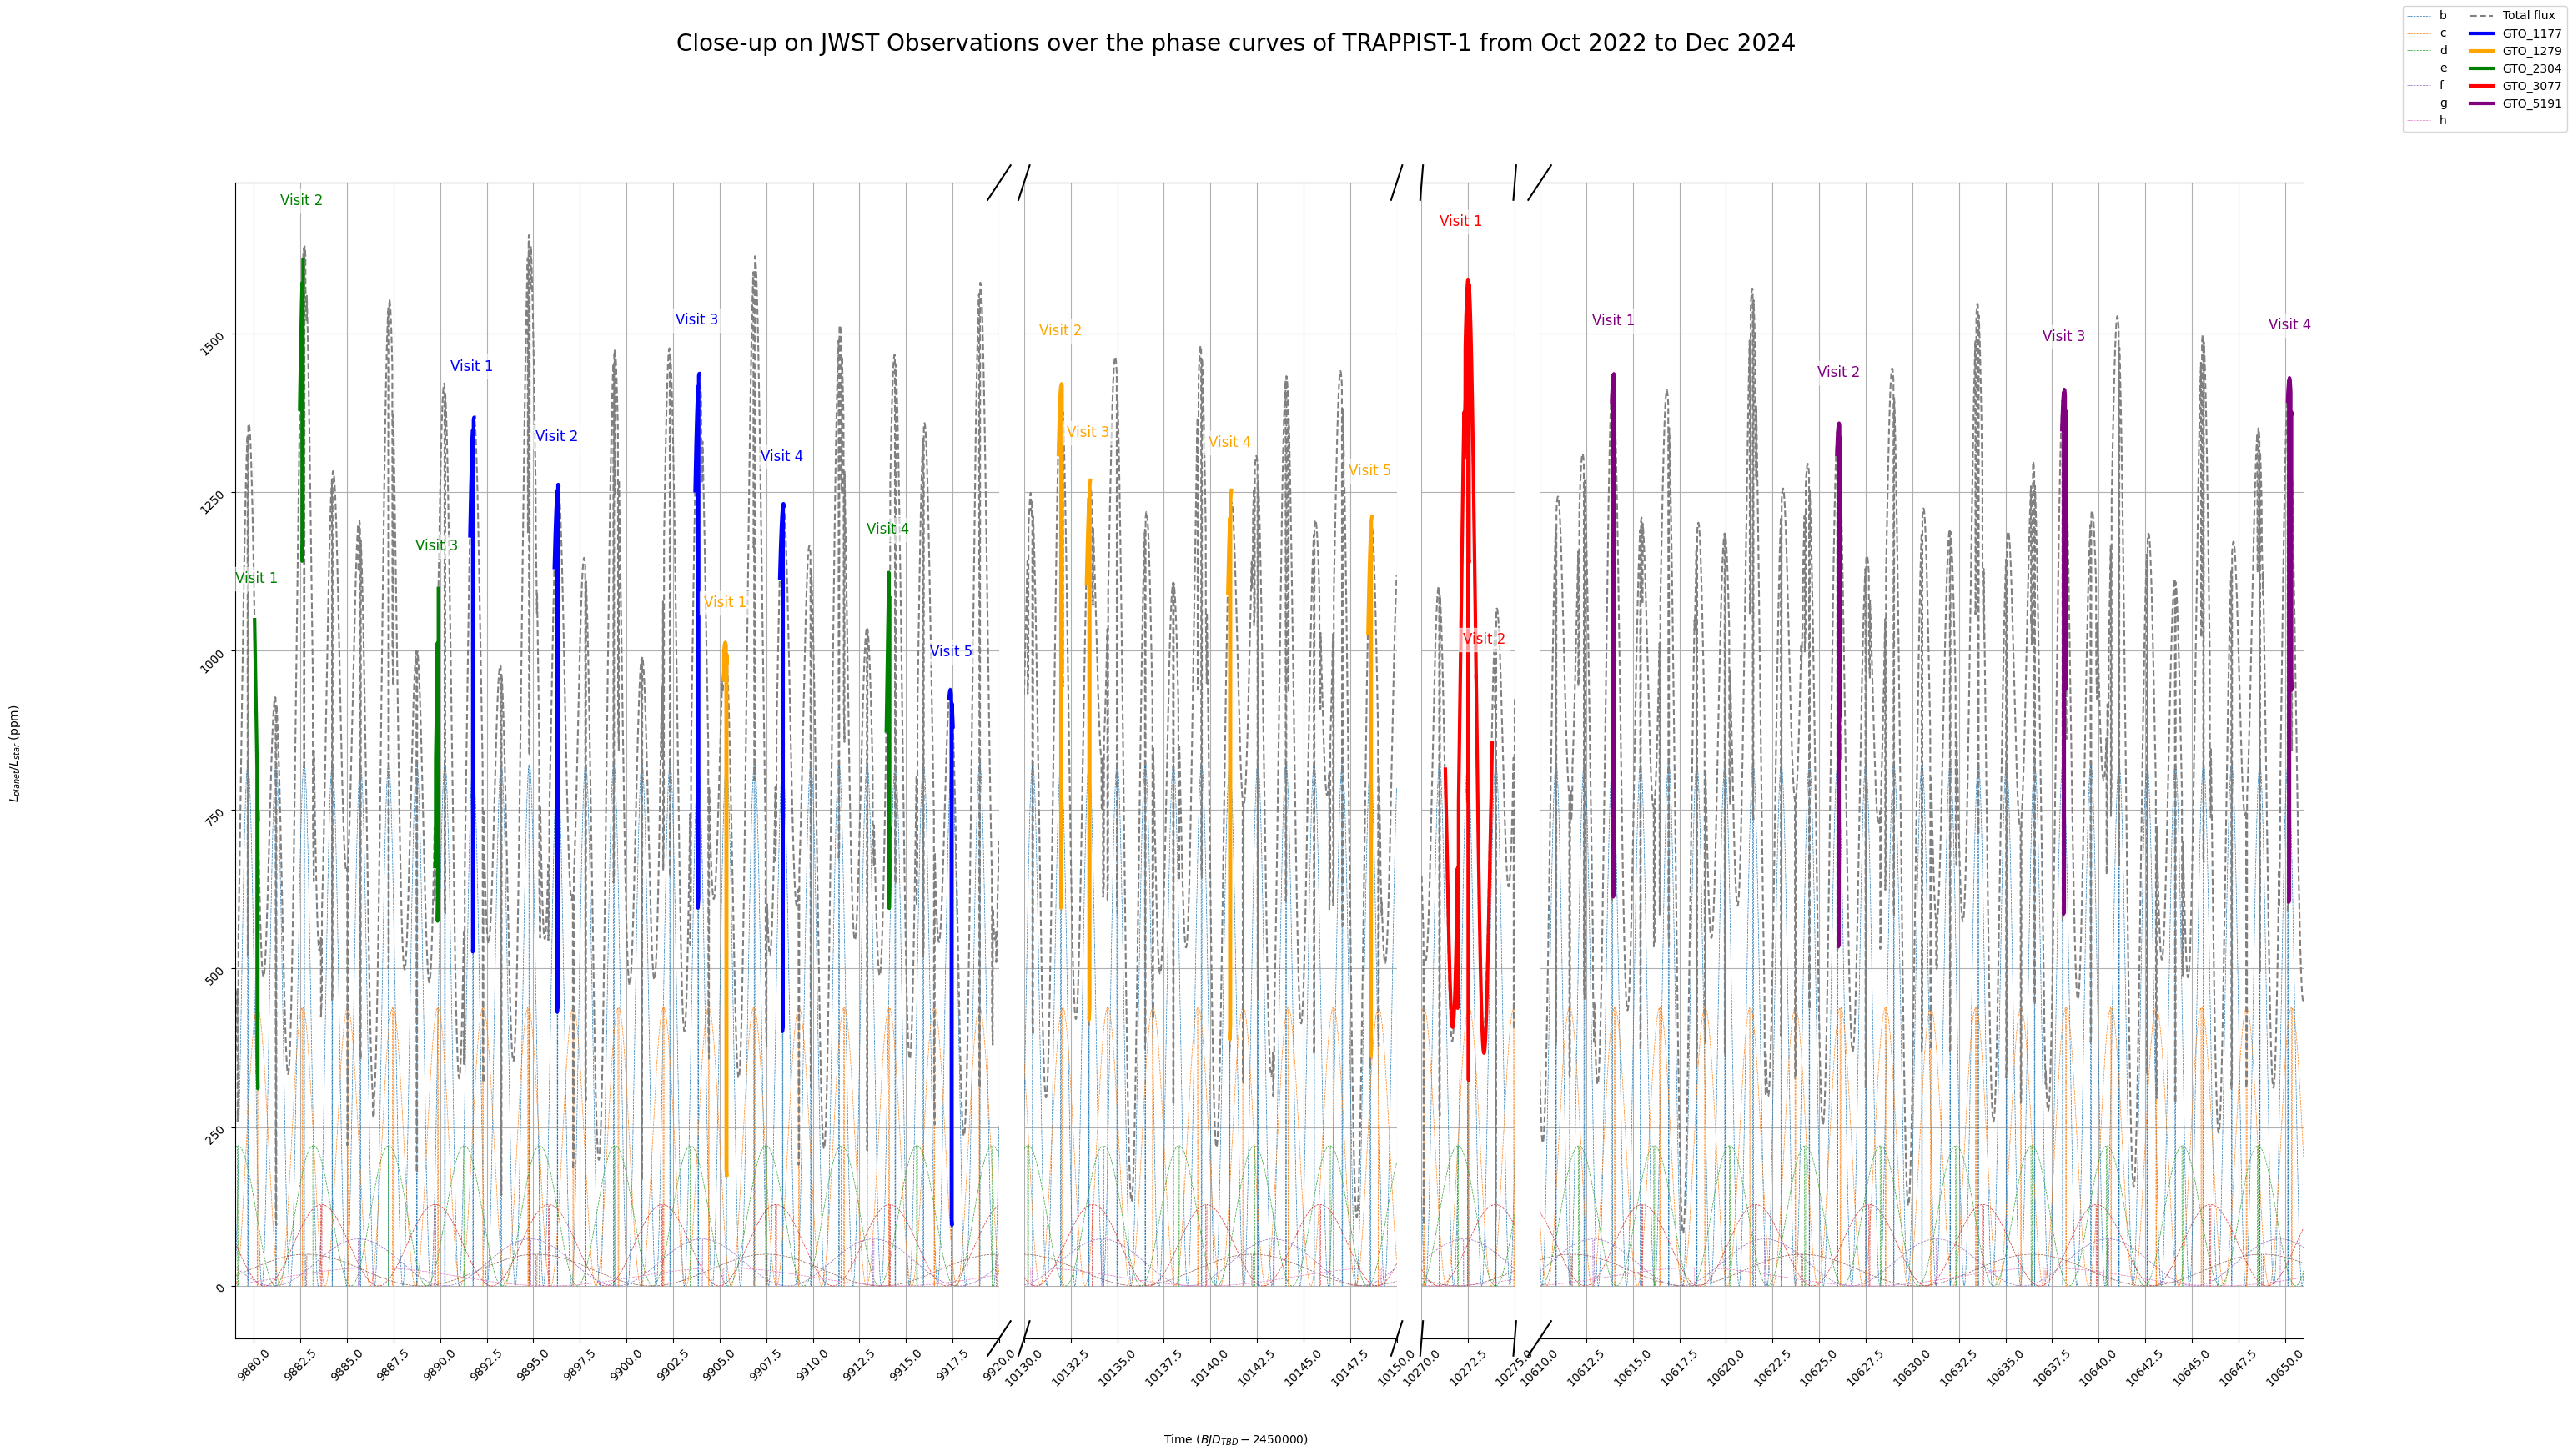 Close-up on JWST Observations over the phase curves of TRAPPIST-1 from Oct 2022 to Dec 2024
b
c
d
e
f
g
h
Total flux
GTO_1177
GTO_1279
GTO_2304
GTO_3077
GTO_5191
Visit 2
Visit 1
Visit 3
Visit 1
Visit 2
Visit 3
Visit 4
Visit 1
Visit 4
Visit 5
Visit 2
Visit 3
Visit 4
Visit 5
Visit 1
Visit 2
Visit 1
Visit 2
Visit 3
Visit 4
1500
1250
1000
750
500
250
0
L_planet/L_star (ppm)
9880.0 9882.5 9885.0 9887.5 9890.0 9892.5 9895.0 9897.5 9900.0 9902.5 9905.0 9907.5 9910.0 9912.5 9915.0 9917.5 9920.0
10130.0 10132.5 10135.0 10137.5 10140.0 10142.5 10145.0 10147.5 10150.0
10270.0 10272.5 10275.0
10610.0 10612.5 10615.0 10617.5 10620.0 10622.5 10625.0 10627.5 10630.0 10632.5 10635.0 10637.5 10640.0 10642.5 10645.0 10647.5 10650.0
Time (BJD_TBD − 2450000)